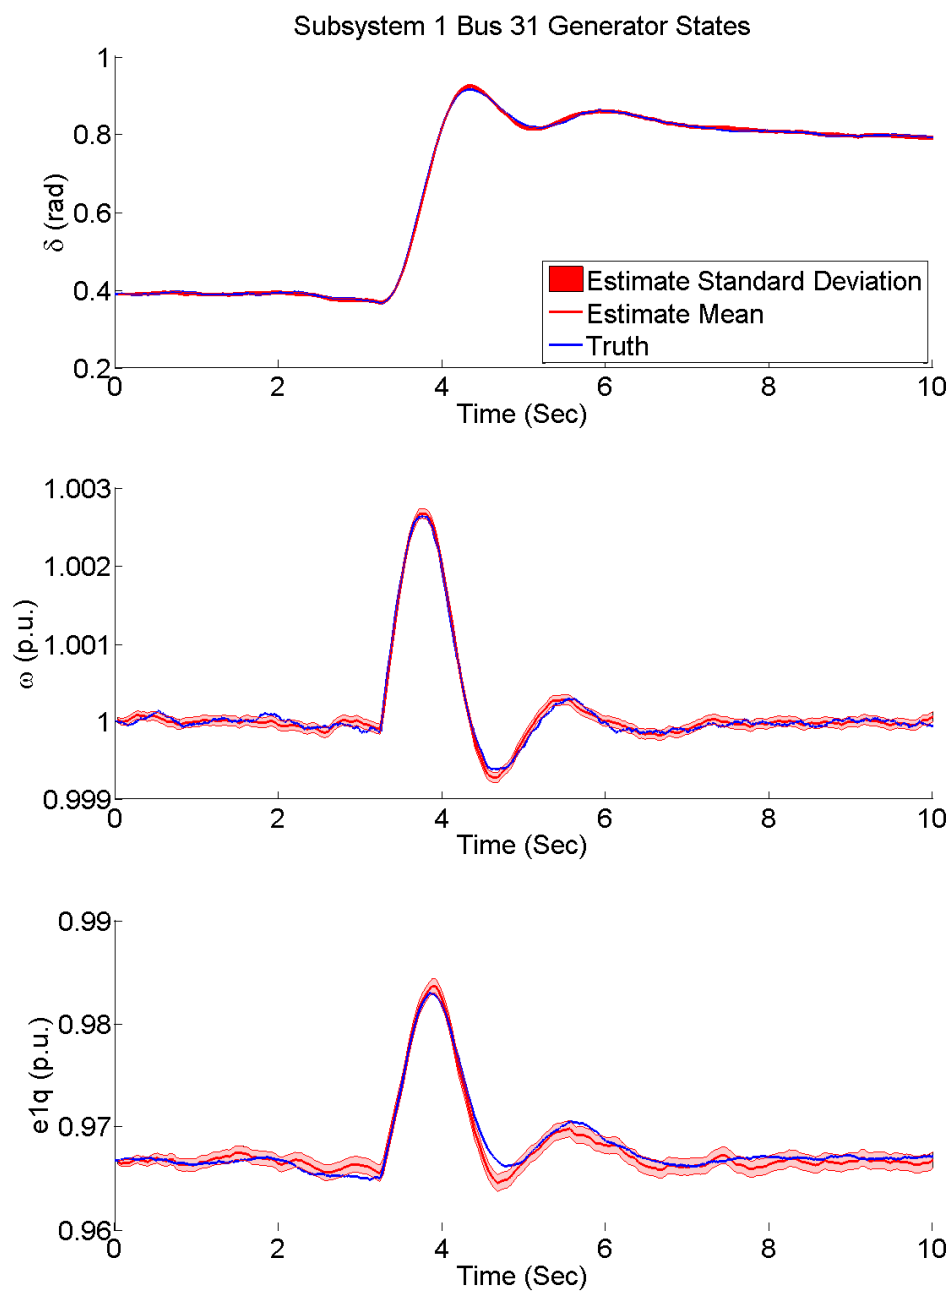 Subsystem 1 Bus 31 Generator States
1
0.8
0.6
0.4
0.2
δ (rad)
Estimate Standard Deviation
Estimate Mean
Truth
0 2 4 6 8 10
Time (Sec)
1.003
1.002
1.001
1
0.999
ω (p.u.)
0 2 4 6 8 10
Time (Sec)
0.99
0.98
0.97
0.96
e1q (p.u.)
0 2 4 6 8 10
Time (Sec)